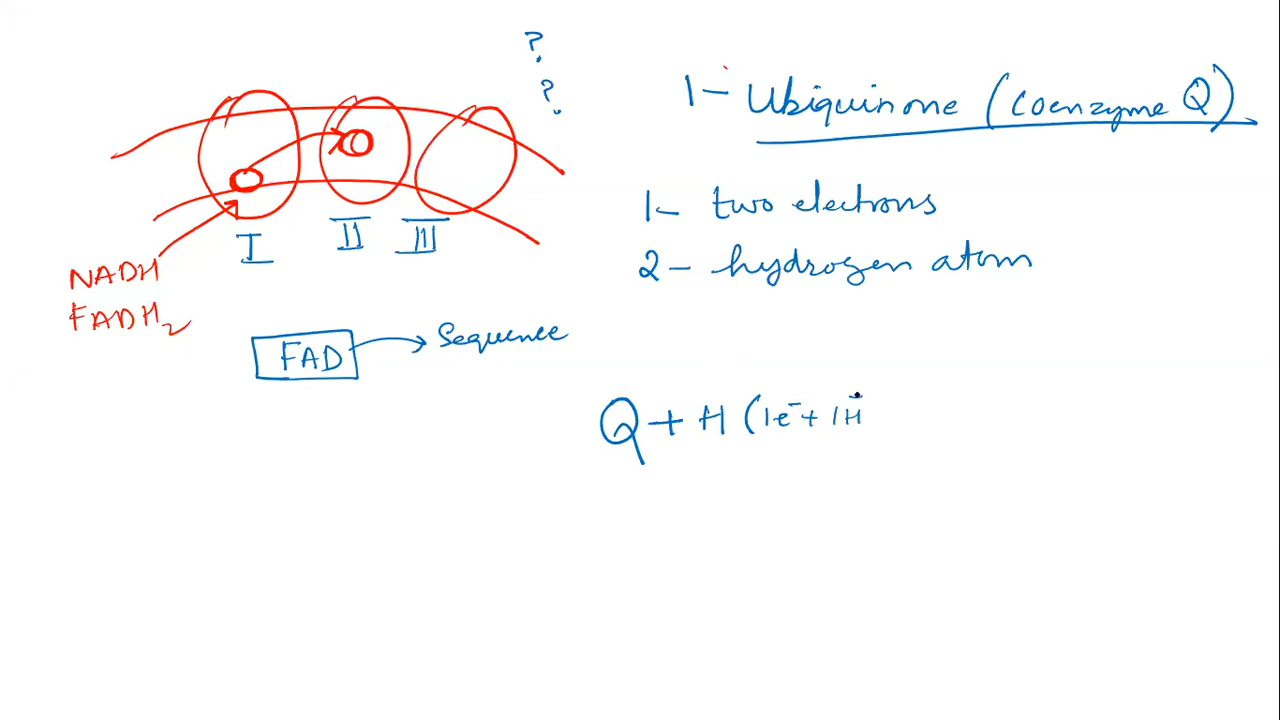 ?
?
1- Ubiquinone (Coenzyme Q)
1- two electrons
2- hydrogen atom
I II III
NADH
FADH₂
FAD → Sequence
Q + H (1e⁻ + 1H